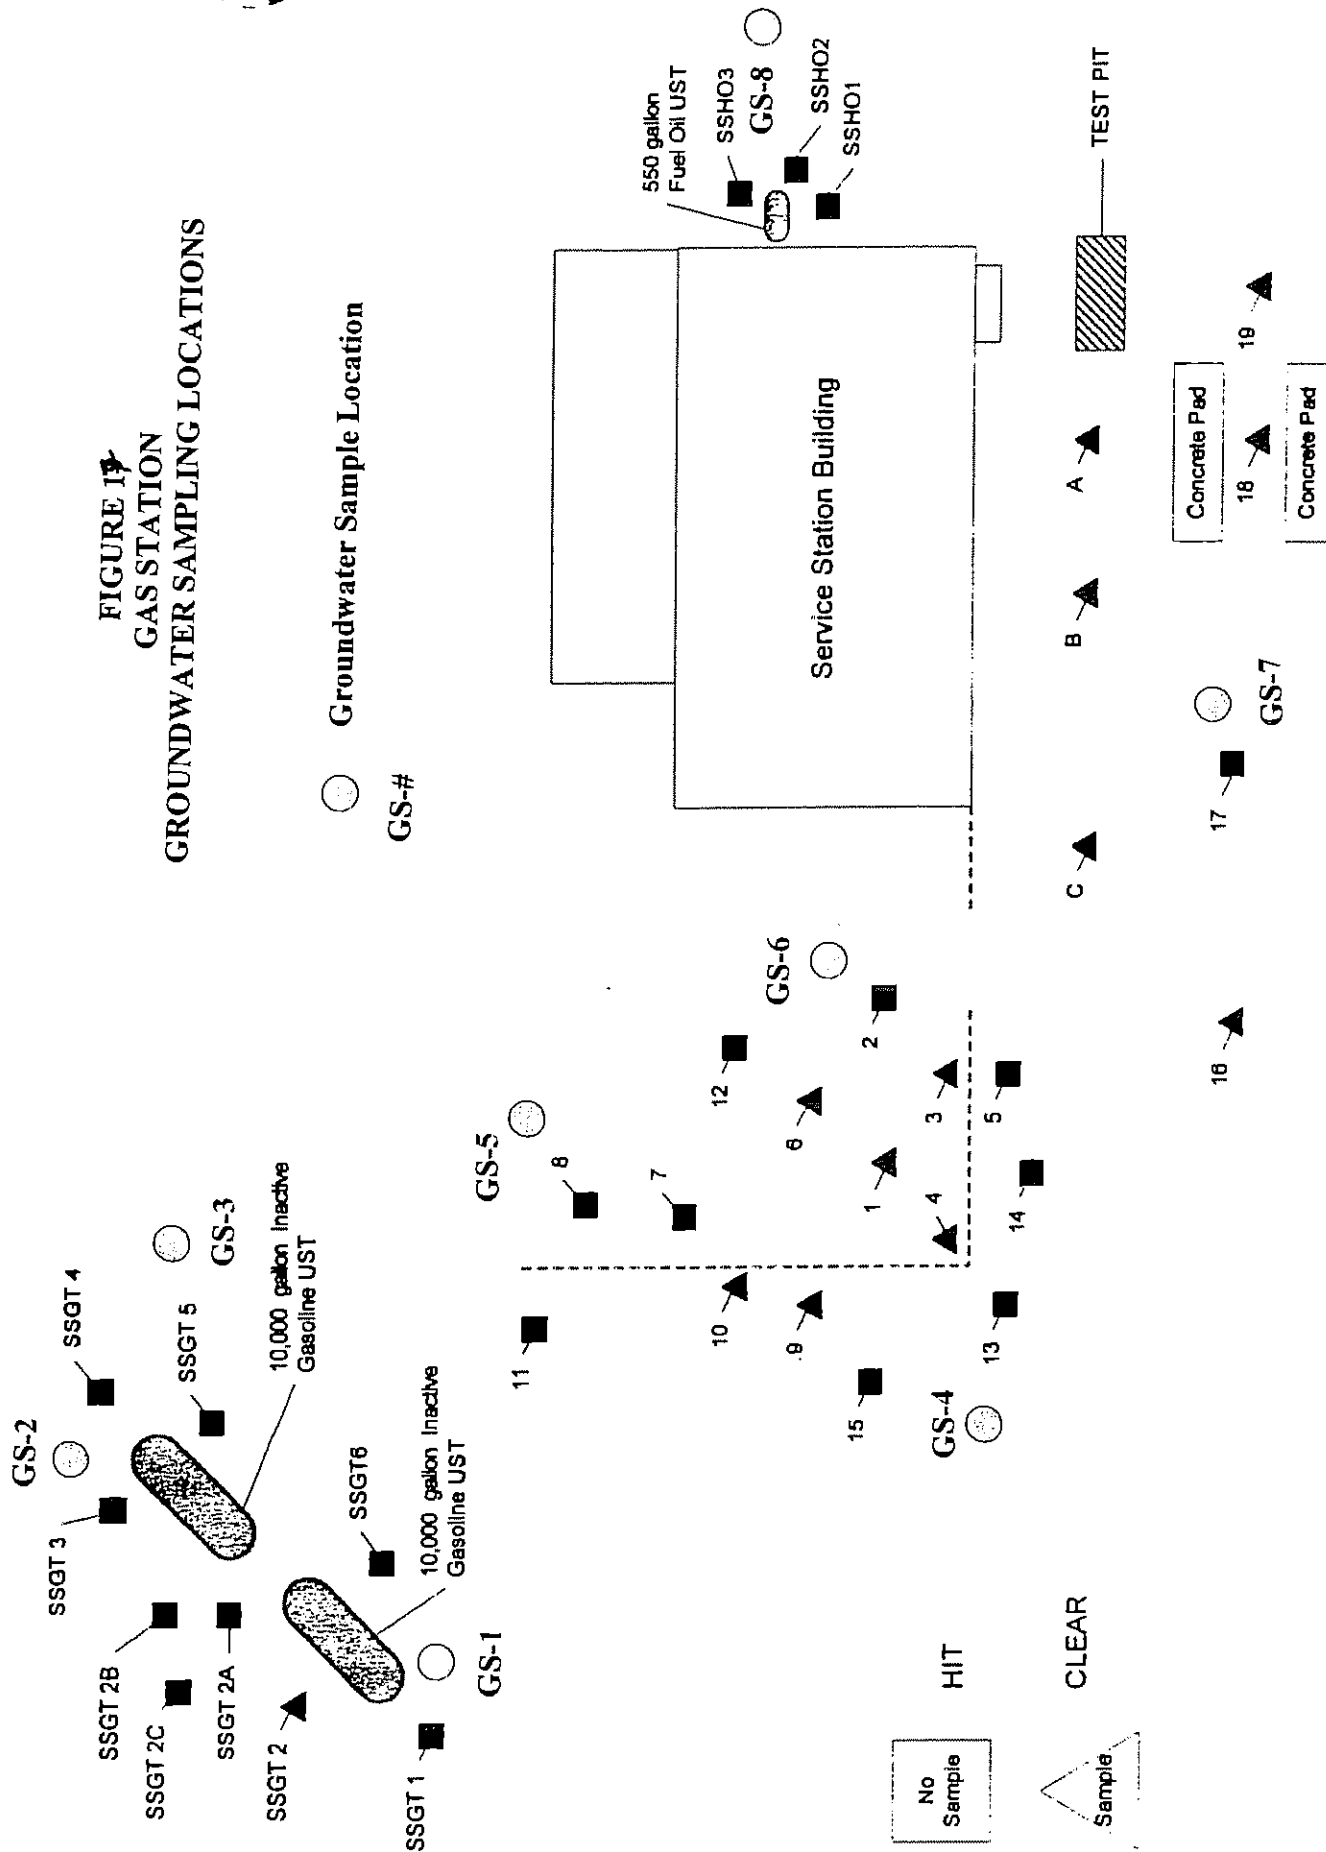 FIGURE 17
GAS STATION
GROUNDWATER SAMPLING LOCATIONS
Groundwater Sample Location
GS-#
GS-2
SSGT 4
SSGT 3
GS-3
SSGT 5
10,000 gallon Inactive
Gasoline UST
SSGT 2B
SSGT 2C
SSGT 2A
SSGT 2
SSGT6
10,000 gallon Inactive
Gasoline UST
SSGT 1
GS-1
GS-5
8
7
11
12
GS-6
2
6
3
1
4
5
14
10
9
15
13
GS-4
550 gallon
Fuel Oil UST
SSHO3
GS-8
SSHO2
SSHO1
Service Station Building
TEST PIT
A
B
C
Concrete Pad
18
19
Concrete Pad
GS-7
17
16
No
Sample
HIT
Sample
CLEAR